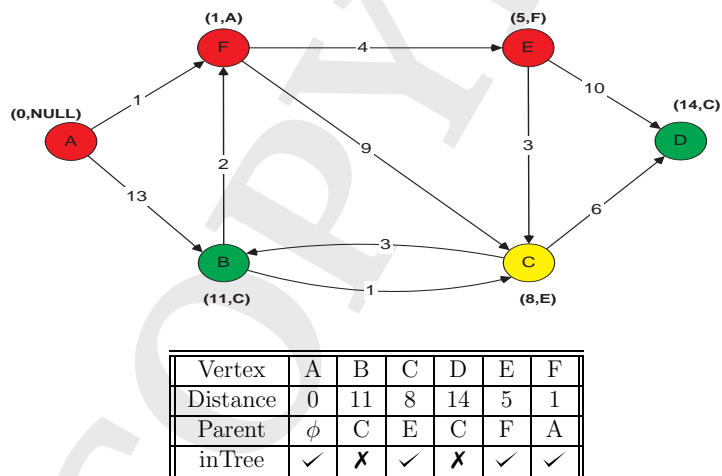 (1,A)
(5,F)
F
4
E
1
10
(0,NULL)
(14,C)
A
2
9
3
D
13
6
3
B
C
1
(11,C)
(8,E)
Vertex A B C D E F
Distance 0 11 8 14 5 1
Parent ϕ C E C F A
inTree ✓ ✗ ✓ ✗ ✓ ✓
COPY